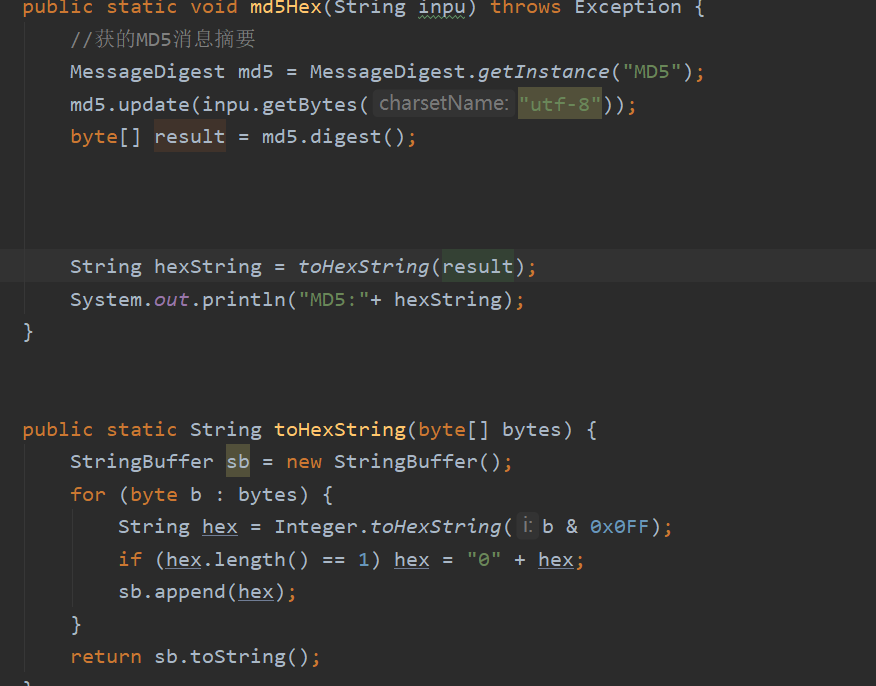 public static void md5Hex(String inpu) throws Exception {
//获的MD5消息摘要
MessageDigest md5 = MessageDigest.getInstance("MD5");
md5.update(inpu.getBytes( charsetName: "utf-8"));
byte[] result = md5.digest();
String hexString = toHexString(result);
System.out.println("MD5:"+ hexString);
}
public static String toHexString(byte[] bytes) {
StringBuffer sb = new StringBuffer();
for (byte b : bytes) {
String hex = Integer.toHexString( i: b & 0x0FF);
if (hex.length() == 1) hex = "0" + hex;
sb.append(hex);
}
return sb.toString();
}